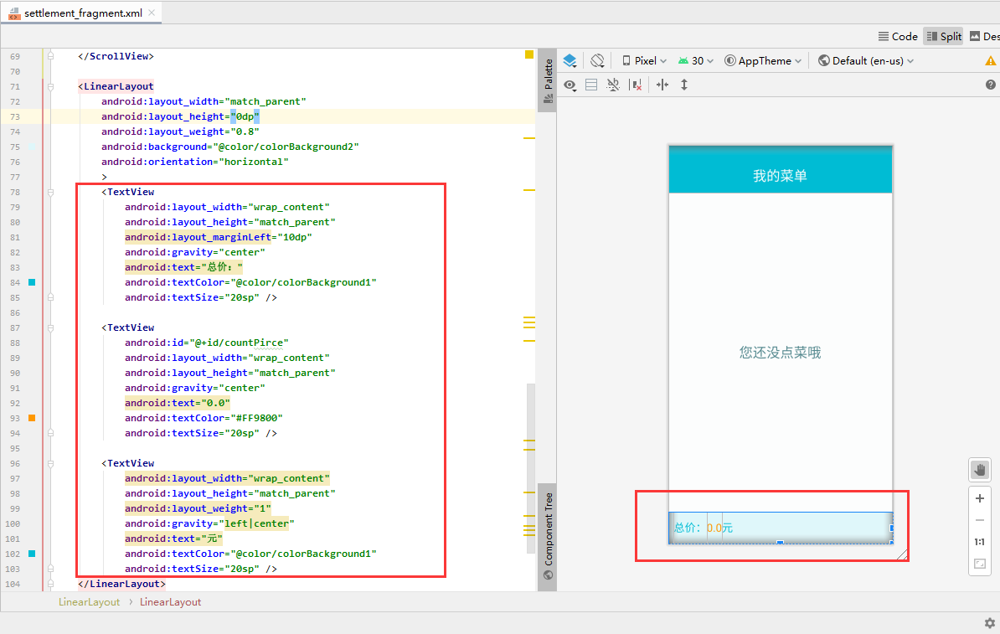 settlement_fragment.xml
Code Split Des
69 </ScrollView>
70
71 <LinearLayout
72 android:layout_width="match_parent"
73 android:layout_height="0dp"
74 android:layout_weight="0.8"
75 android:background="@color/colorBackground2"
76 android:orientation="horizontal"
77 >
78 <TextView
79 android:layout_width="wrap_content"
80 android:layout_height="match_parent"
81 android:layout_marginLeft="10dp"
82 android:gravity="center"
83 android:text="总价："
84 android:textColor="@color/colorBackground1"
85 android:textSize="20sp" />
86
87 <TextView
88 android:id="@+id/countPirce"
89 android:layout_width="wrap_content"
90 android:layout_height="match_parent"
91 android:gravity="center"
92 android:text="0.0"
93 android:textColor="#FF9800"
94 android:textSize="20sp" />
95
96 <TextView
97 android:layout_width="wrap_content"
98 android:layout_height="match_parent"
99 android:layout_weight="1"
100 android:gravity="left|center"
101 android:text="元"
102 android:textColor="@color/colorBackground1"
103 android:textSize="20sp" />
104 </LinearLayout>
LinearLayout › LinearLayout
Palette
Component Tree
Pixel 30 AppTheme Default (en-us)
我的菜单
您还没点菜哦
总价：0.0元
1:1